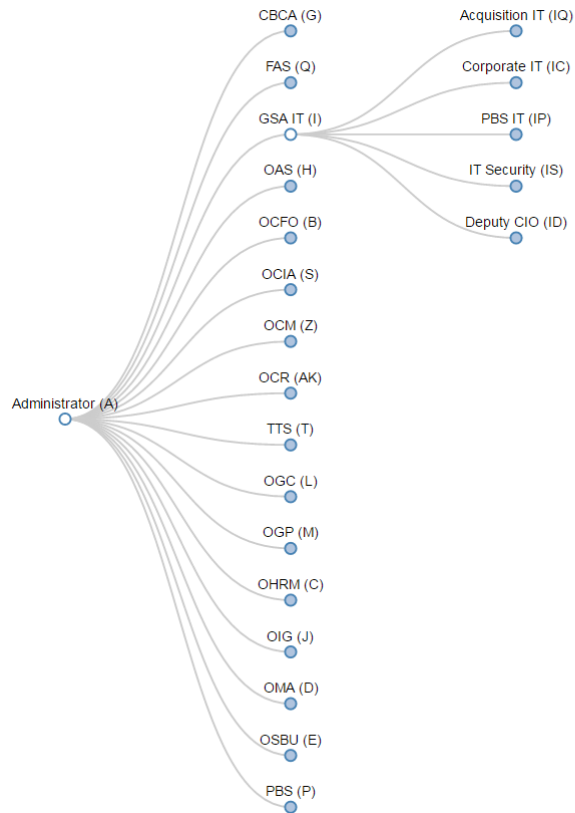 CBCA (G)
FAS (Q)
GSA IT (I)
OAS (H)
OCFO (B)
OCIA (S)
OCM (Z)
OCR (AK)
Administrator (A)
TTS (T)
OGC (L)
OGP (M)
OHRM (C)
OIG (J)
OMA (D)
OSBU (E)
PBS (P)
Acquisition IT (IQ)
Corporate IT (IC)
PBS IT (IP)
IT Security (IS)
Deputy CIO (ID)